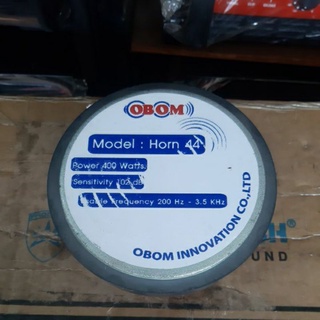 OBOM
Model : Horn 44
Power 400 Watts.
Sensitivity 102 dB
Usable Frequency 200 Hz - 3.5 KHz
OBOM INNOVATION CO.,LTD